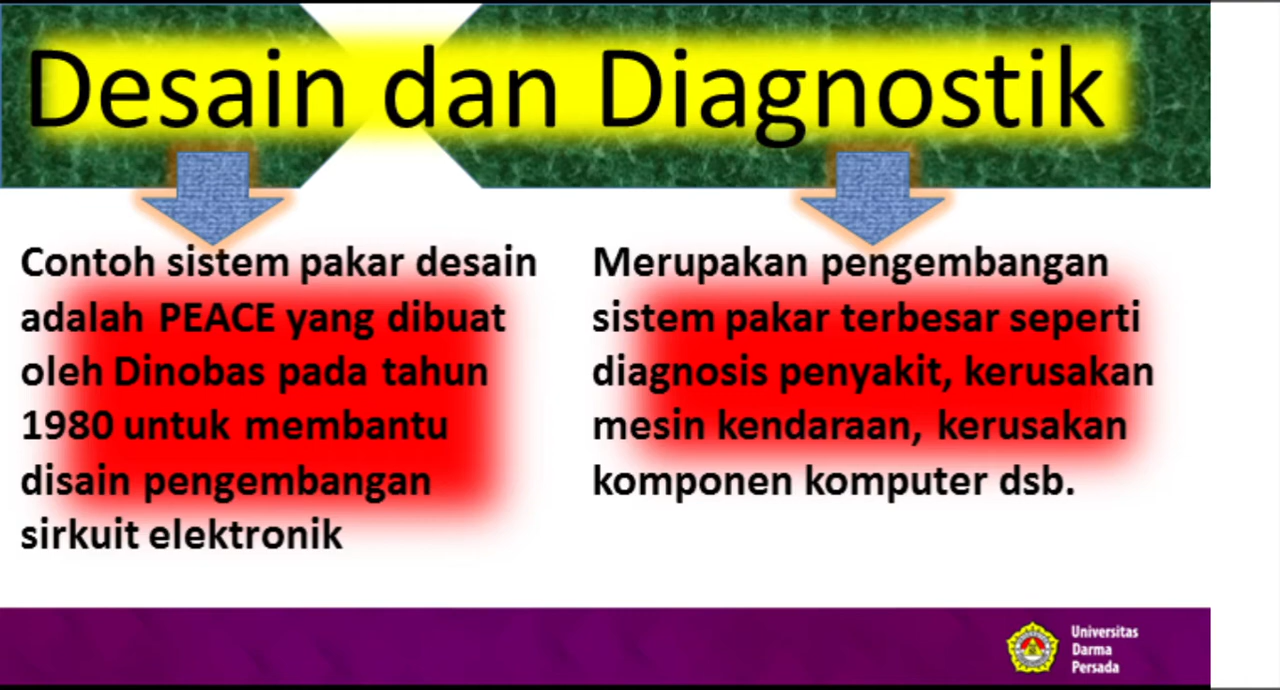 Desain dan Diagnostik
Contoh sistem pakar desain
adalah PEACE yang dibuat
oleh Dinobas pada tahun
1980 untuk membantu
disain pengembangan
sirkuit elektronik
Merupakan pengembangan
sistem pakar terbesar seperti
diagnosis penyakit, kerusakan
mesin kendaraan, kerusakan
komponen komputer dsb.
Universitas
Darma
Persada